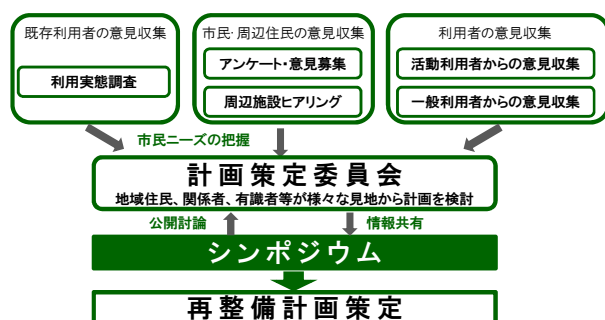 既存利用者の意見収集
利用実態調査
市民・周辺住民の意見収集
アンケート・意見募集
周辺施設ヒアリング
利用者の意見収集
活動利用者からの意見収集
一般利用者からの意見収集
市民ニーズの把握
計画策定委員会
地域住民、関係者、有識者等が様々な見地から計画を検討
公開討論
情報共有
シンポジウム
再整備計画策定